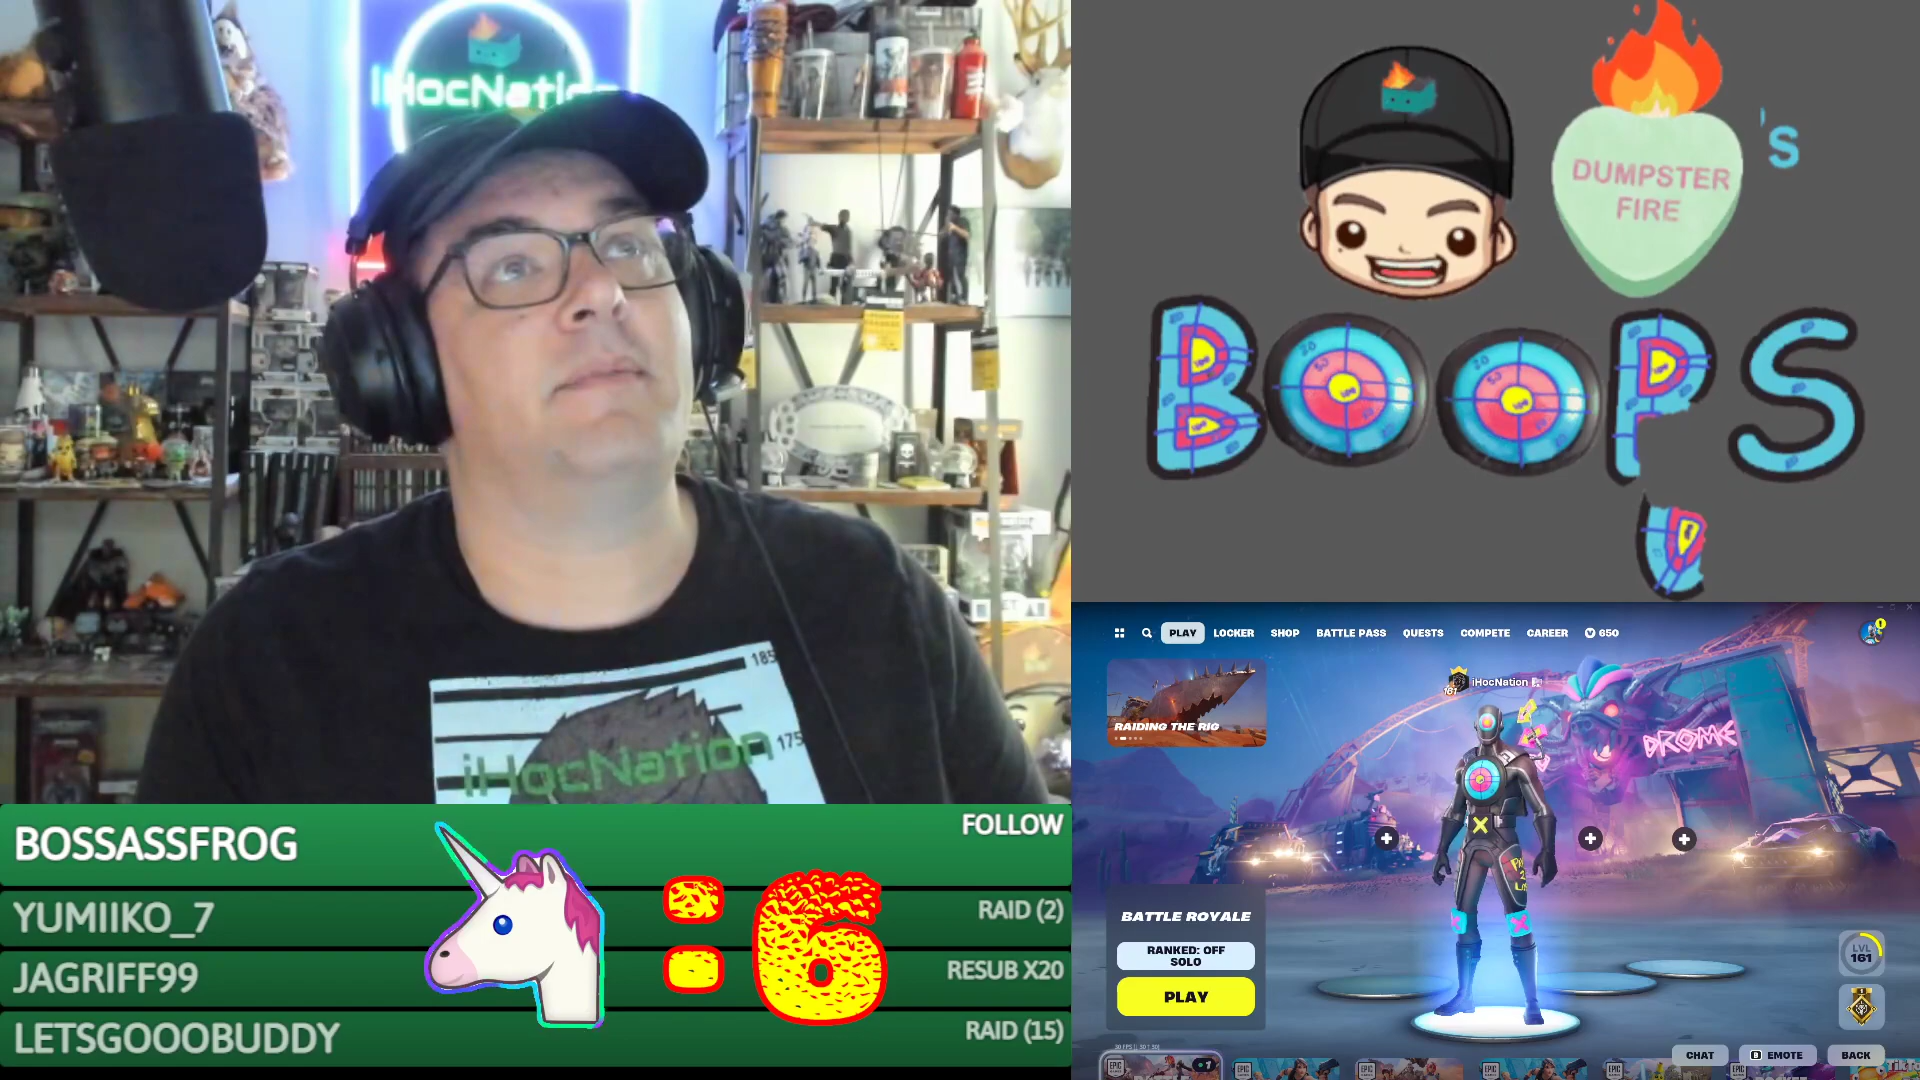 iHocNation
185
175
iHocNation
DUMPSTER
FIRE
's
BOOPS
PLAY
LOCKER
SHOP
BATTLE PASS
QUESTS
COMPETE
CAREER
650
1
RAIDING THE RIG
161
iHocNation
DROME
BATTLE ROYALE
RANKED: OFF
SOLO
PLAY
LVL
161
CHAT
EMOTE
BACK
BOSSASSFROG
FOLLOW
YUMIIKO_7
RAID (2)
JAGRIFF99
RESUB X20
LETSGOOOBUDDY
RAID (15)
:6